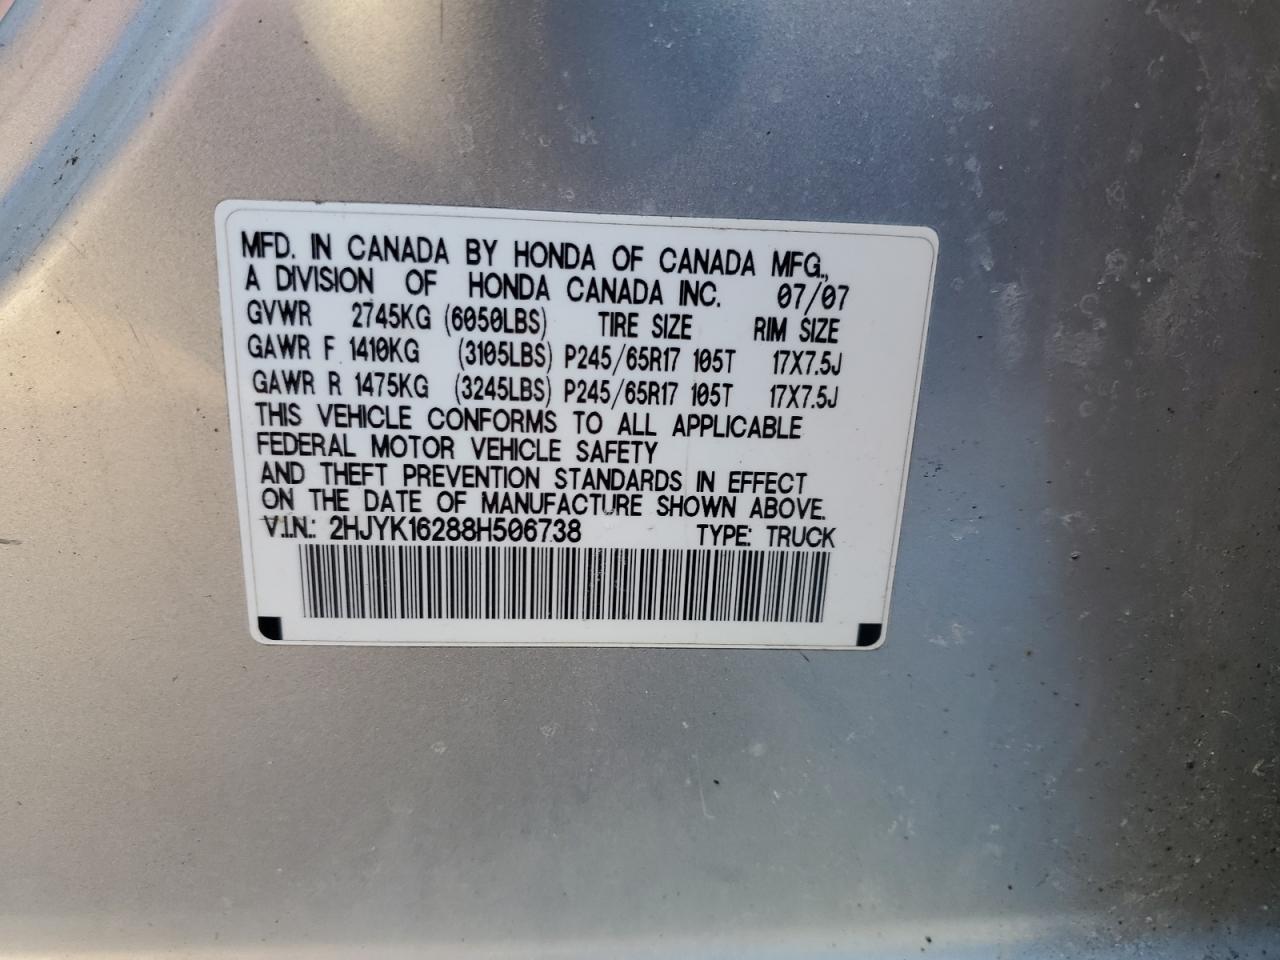 MFD. IN CANADA BY HONDA OF CANADA MFG.,
A DIVISION OF HONDA CANADA INC. 07/07
GVWR 2745KG (6050LBS) TIRE SIZE RIM SIZE
GAWR F 1410KG (3105LBS) P245/65R17 105T 17X7.5J
GAWR R 1475KG (3245LBS) P245/65R17 105T 17X7.5J
THIS VEHICLE CONFORMS TO ALL APPLICABLE
FEDERAL MOTOR VEHICLE SAFETY
AND THEFT PREVENTION STANDARDS IN EFFECT
ON THE DATE OF MANUFACTURE SHOWN ABOVE.
V.I.N.: 2HJYK16288H506738 TYPE: TRUCK